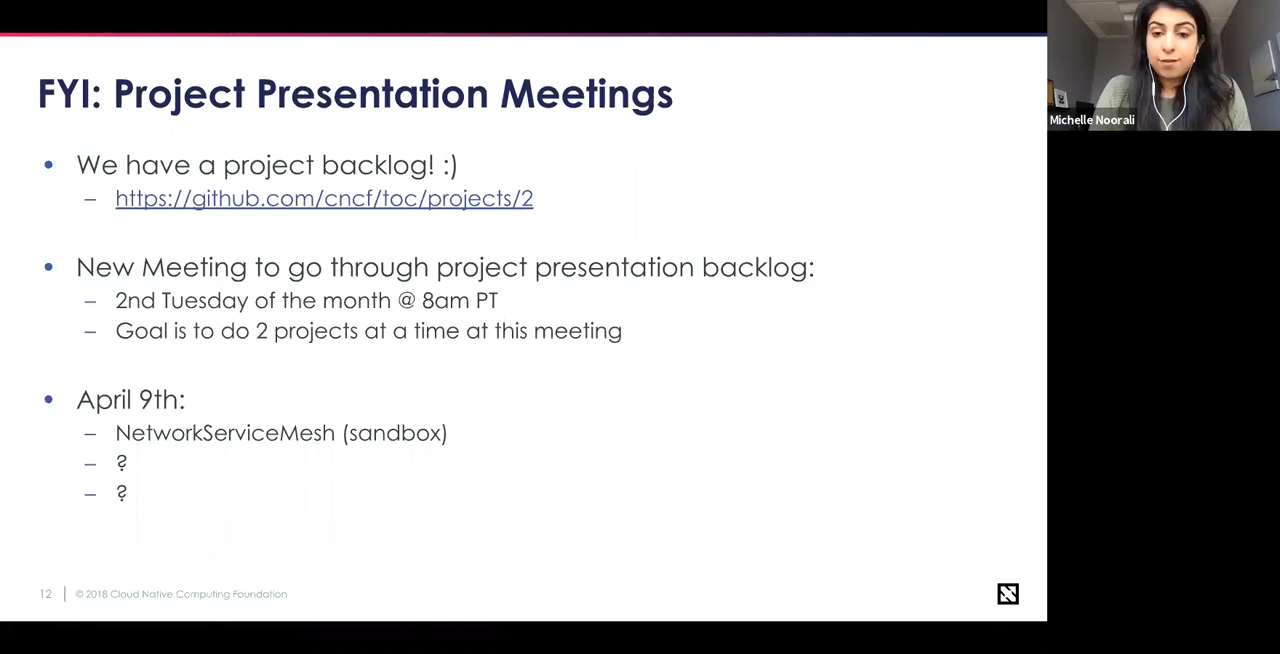 FYI: Project Presentation Meetings
• We have a project backlog! :)
– https://github.com/cncf/toc/projects/2
• New Meeting to go through project presentation backlog:
– 2nd Tuesday of the month @ 8am PT
– Goal is to do 2 projects at a time at this meeting
• April 9th:
– NetworkServiceMesh (sandbox)
– ?
– ?
12 | © 2018 Cloud Native Computing Foundation
Michelle Noorali